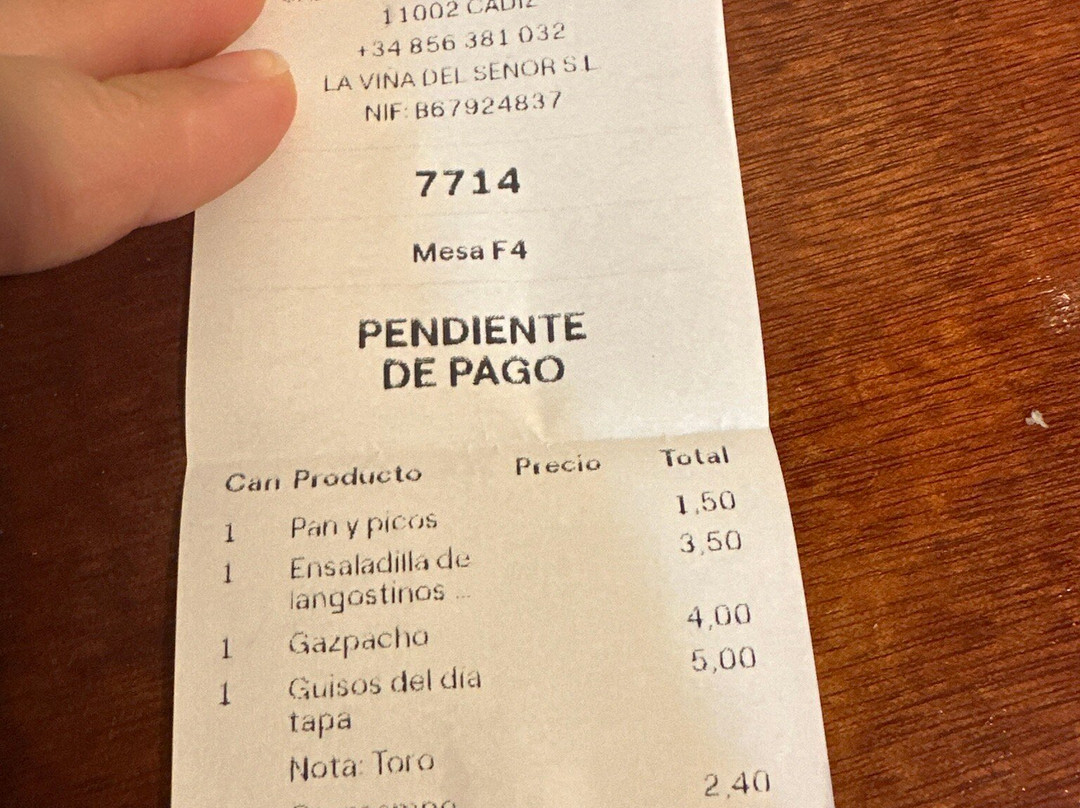 11002 CADIZ
+34 856 381 032
LA VIÑA DEL SEÑOR S.L
NIF: B67924837
7714
Mesa F4
PENDIENTE
DE PAGO
Can Producto Precio Total
1 Pan y picos 1,50
1 Ensaladilla de 3,50
langostinos ...
1 Gazpacho 4,00
1 Guisos del día 5,00
tapa
Nota: Toro
2,40